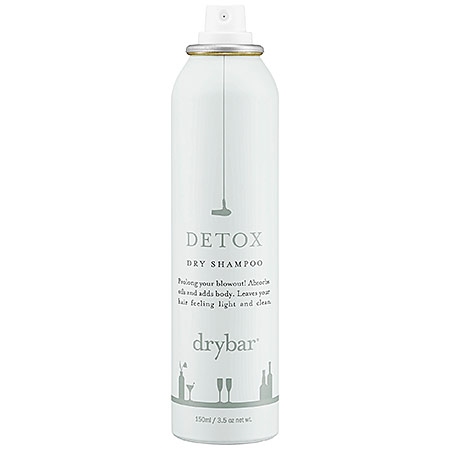 DETOX
DRY SHAMPOO
Prolong your blowout! Absorbs
oils and adds body. Leaves your
hair feeling light and clean.
drybar®
150ml / 3.5 oz net wt.